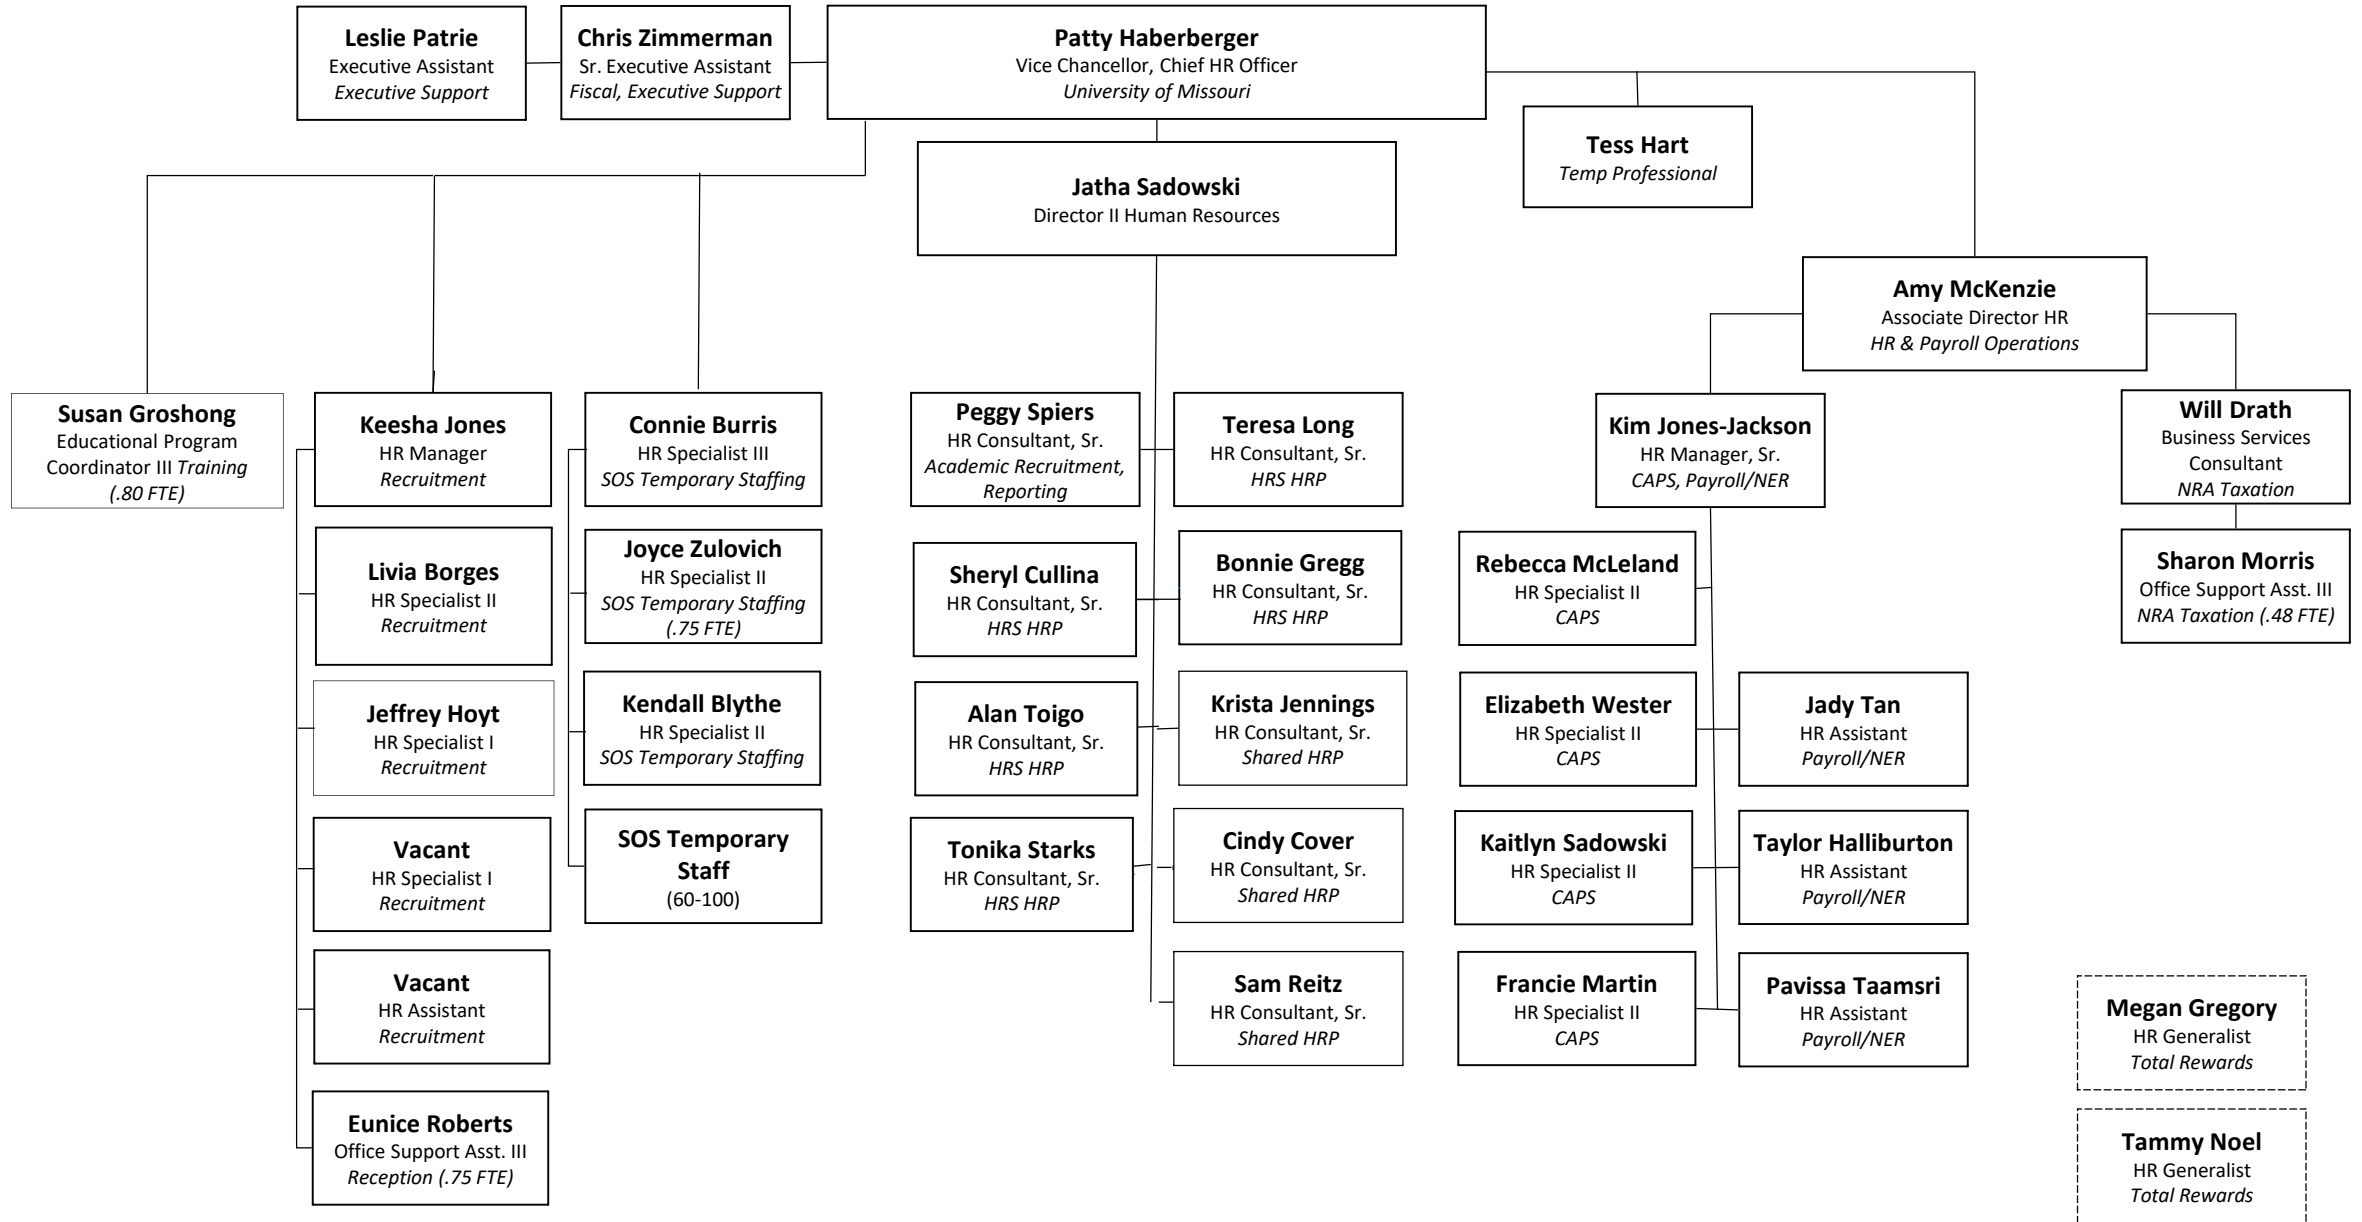 Leslie Patrie
Executive Assistant
Executive Support
Chris Zimmerman
Sr. Executive Assistant
Fiscal, Executive Support
Patty Haberberger
Vice Chancellor, Chief HR Officer
University of Missouri
Tess Hart
Temp Professional
Jatha Sadowski
Director II Human Resources
Amy McKenzie
Associate Director HR
HR & Payroll Operations
Susan Groshong
Educational Program
Coordinator III Training
(.80 FTE)
Keesha Jones
HR Manager
Recruitment
Livia Borges
HR Specialist II
Recruitment
Jeffrey Hoyt
HR Specialist I
Recruitment
Vacant
HR Specialist I
Recruitment
Vacant
HR Assistant
Recruitment
Eunice Roberts
Office Support Asst. III
Reception (.75 FTE)
Connie Burris
HR Specialist III
SOS Temporary Staffing
Joyce Zulovich
HR Specialist II
SOS Temporary Staffing
(.75 FTE)
Kendall Blythe
HR Specialist II
SOS Temporary Staffing
SOS Temporary
Staff
(60-100)
Peggy Spiers
HR Consultant, Sr.
Academic Recruitment,
Reporting
Sheryl Cullina
HR Consultant, Sr.
HRS HRP
Alan Toigo
HR Consultant, Sr.
HRS HRP
Tonika Starks
HR Consultant, Sr.
HRS HRP
Teresa Long
HR Consultant, Sr.
HRS HRP
Bonnie Gregg
HR Consultant, Sr.
HRS HRP
Krista Jennings
HR Consultant, Sr.
Shared HRP
Cindy Cover
HR Consultant, Sr.
Shared HRP
Sam Reitz
HR Consultant, Sr.
Shared HRP
Kim Jones-Jackson
HR Manager, Sr.
CAPS, Payroll/NER
Rebecca McLeland
HR Specialist II
CAPS
Elizabeth Wester
HR Specialist II
CAPS
Kaitlyn Sadowski
HR Specialist II
CAPS
Francie Martin
HR Specialist II
CAPS
Jady Tan
HR Assistant
Payroll/NER
Taylor Halliburton
HR Assistant
Payroll/NER
Pavissa Taamsri
HR Assistant
Payroll/NER
Will Drath
Business Services
Consultant
NRA Taxation
Sharon Morris
Office Support Asst. III
NRA Taxation (.48 FTE)
Megan Gregory
HR Generalist
Total Rewards
Tammy Noel
HR Generalist
Total Rewards